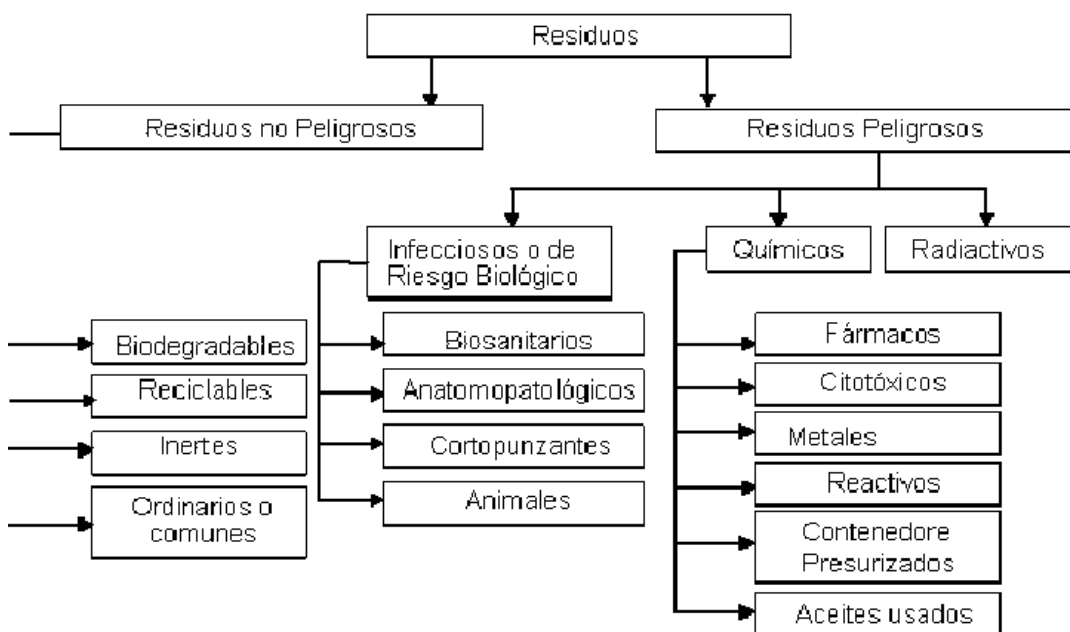 Residuos
Residuos no Peligrosos
Residuos Peligrosos
Infecciosos o de
Riesgo Biológico
Químicos
Radiactivos
Biodegradables
Reciclables
Inertes
Ordinarios o
comunes
Biosanitarios
Anatomopatológicos
Cortopunzantes
Animales
Fármacos
Citotóxicos
Metales
Reactivos
Contenedore
Presurizados
Aceites usados